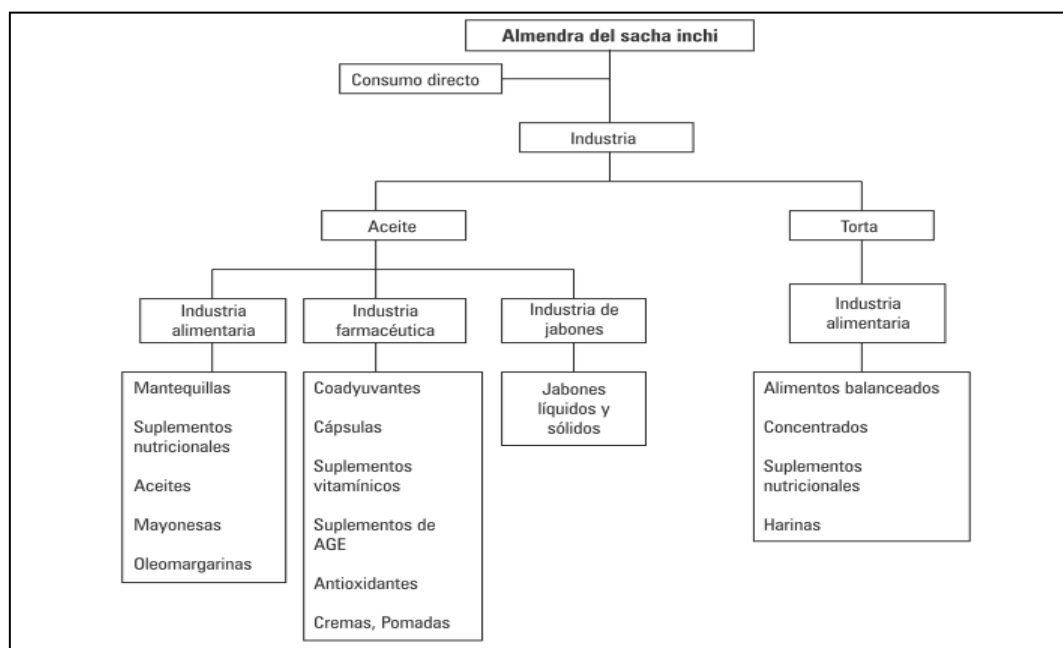 Almendra del sacha inchi
Consumo directo
Industria
Aceite
Torta
Industria
alimentaria
Industria
farmacéutica
Industria de
jabones
Industria
alimentaria
Mantequillas
Suplementos
nutricionales
Aceites
Mayonesas
Oleomargarinas
Coadyuvantes
Cápsulas
Suplementos
vitamínicos
Suplementos de
AGE
Antioxidantes
Cremas, Pomadas
Jabones
líquidos y
sólidos
Alimentos balanceados
Concentrados
Suplementos
nutricionales
Harinas